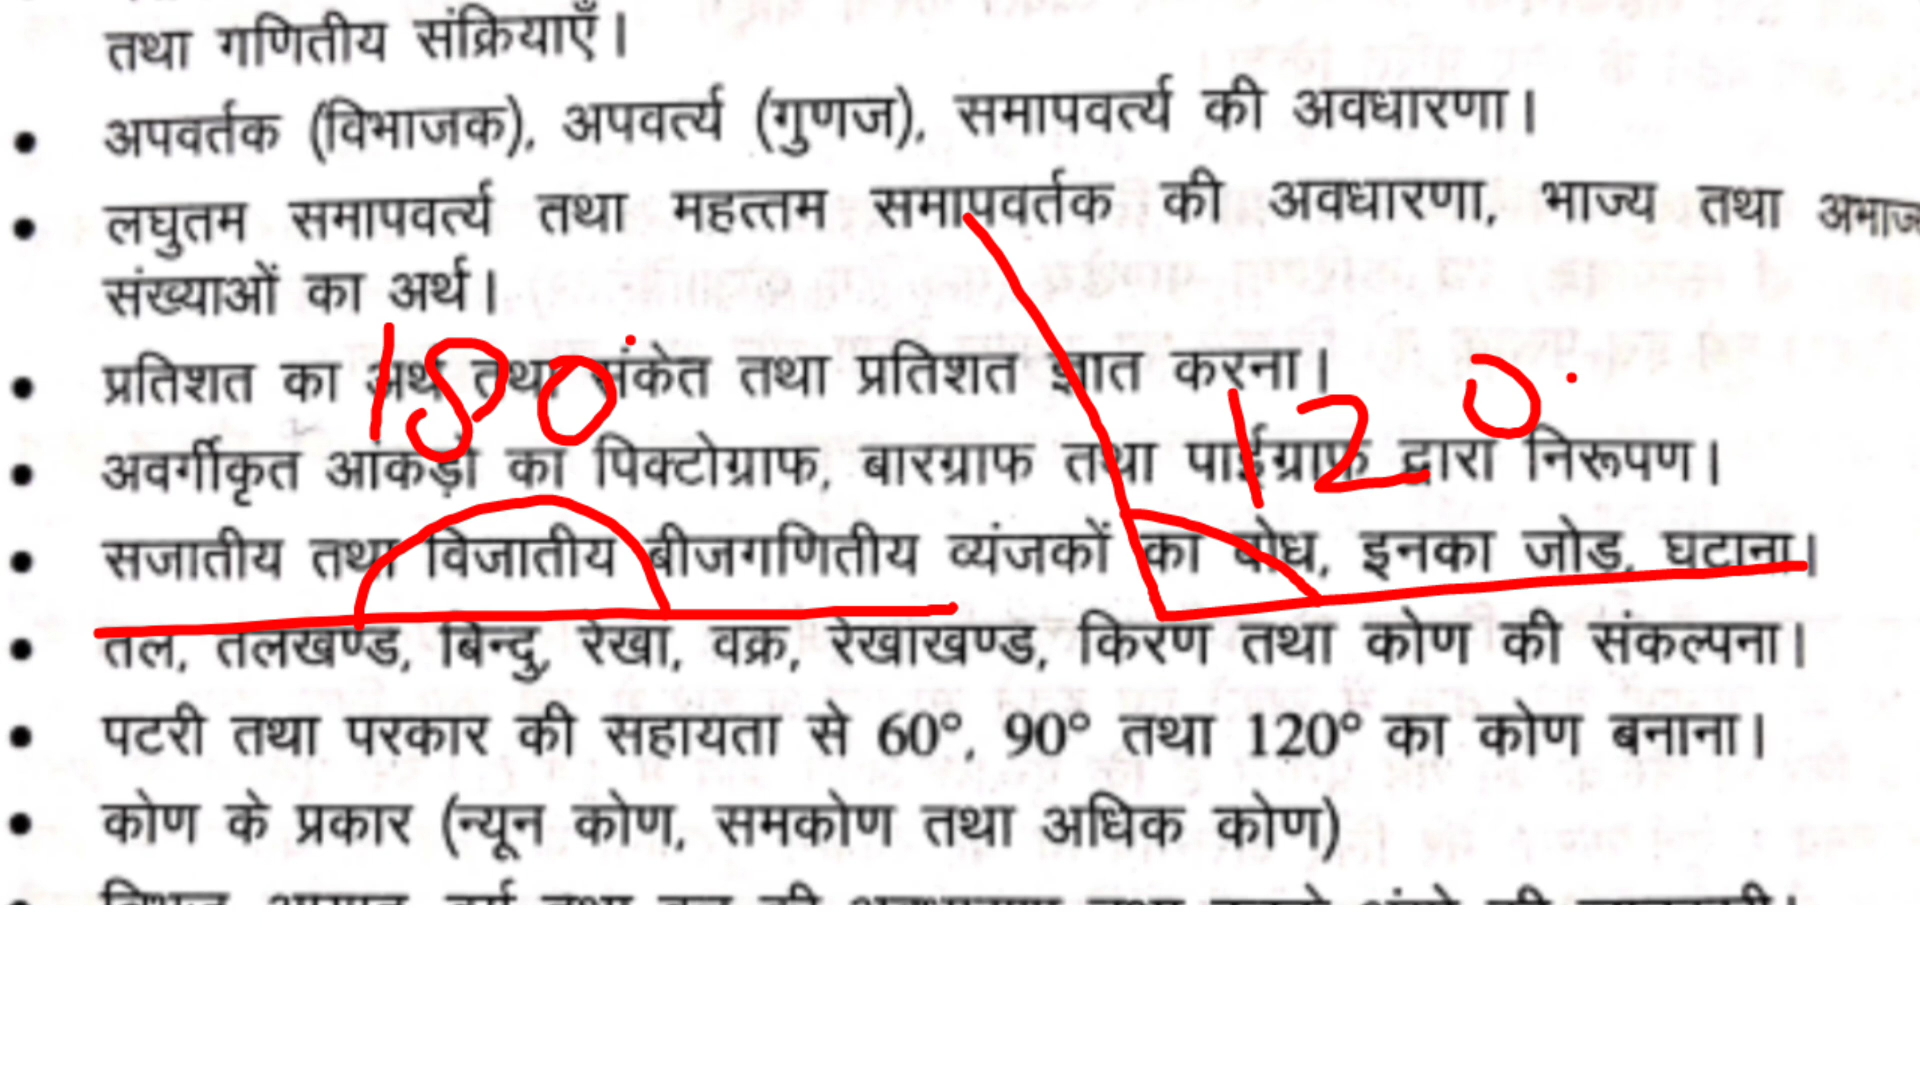 तथा गणितीय संक्रियाएँ।
• अपवर्तक (विभाजक), अपवर्त्य (गुणज), समापवर्त्य की अवधारणा।
• लघुतम समापवर्त्य तथा महत्तम समापवर्तक की अवधारणा, भाज्य तथा
संख्याओं का अर्थ।
180°
• प्रतिशत का अर्थ तथा संकेत तथा प्रतिशत ज्ञात करना।
120°
• अवर्गीकृत आंकड़ों का पिक्टोग्राफ, बारग्राफ तथा पाईग्राफ द्वारा निरूपण।
• सजातीय तथा विजातीय बीजगणितीय व्यंजकों का बोध, इनका जोड, घटाना।
• तल, तलखण्ड, बिन्दु, रेखा, वक्र, रेखाखण्ड, किरण तथा कोण की संकल्पना।
• पटरी तथा परकार की सहायता से 60°, 90° तथा 120° का कोण बनाना।
• कोण के प्रकार (न्यून कोण, समकोण तथा अधिक कोण)